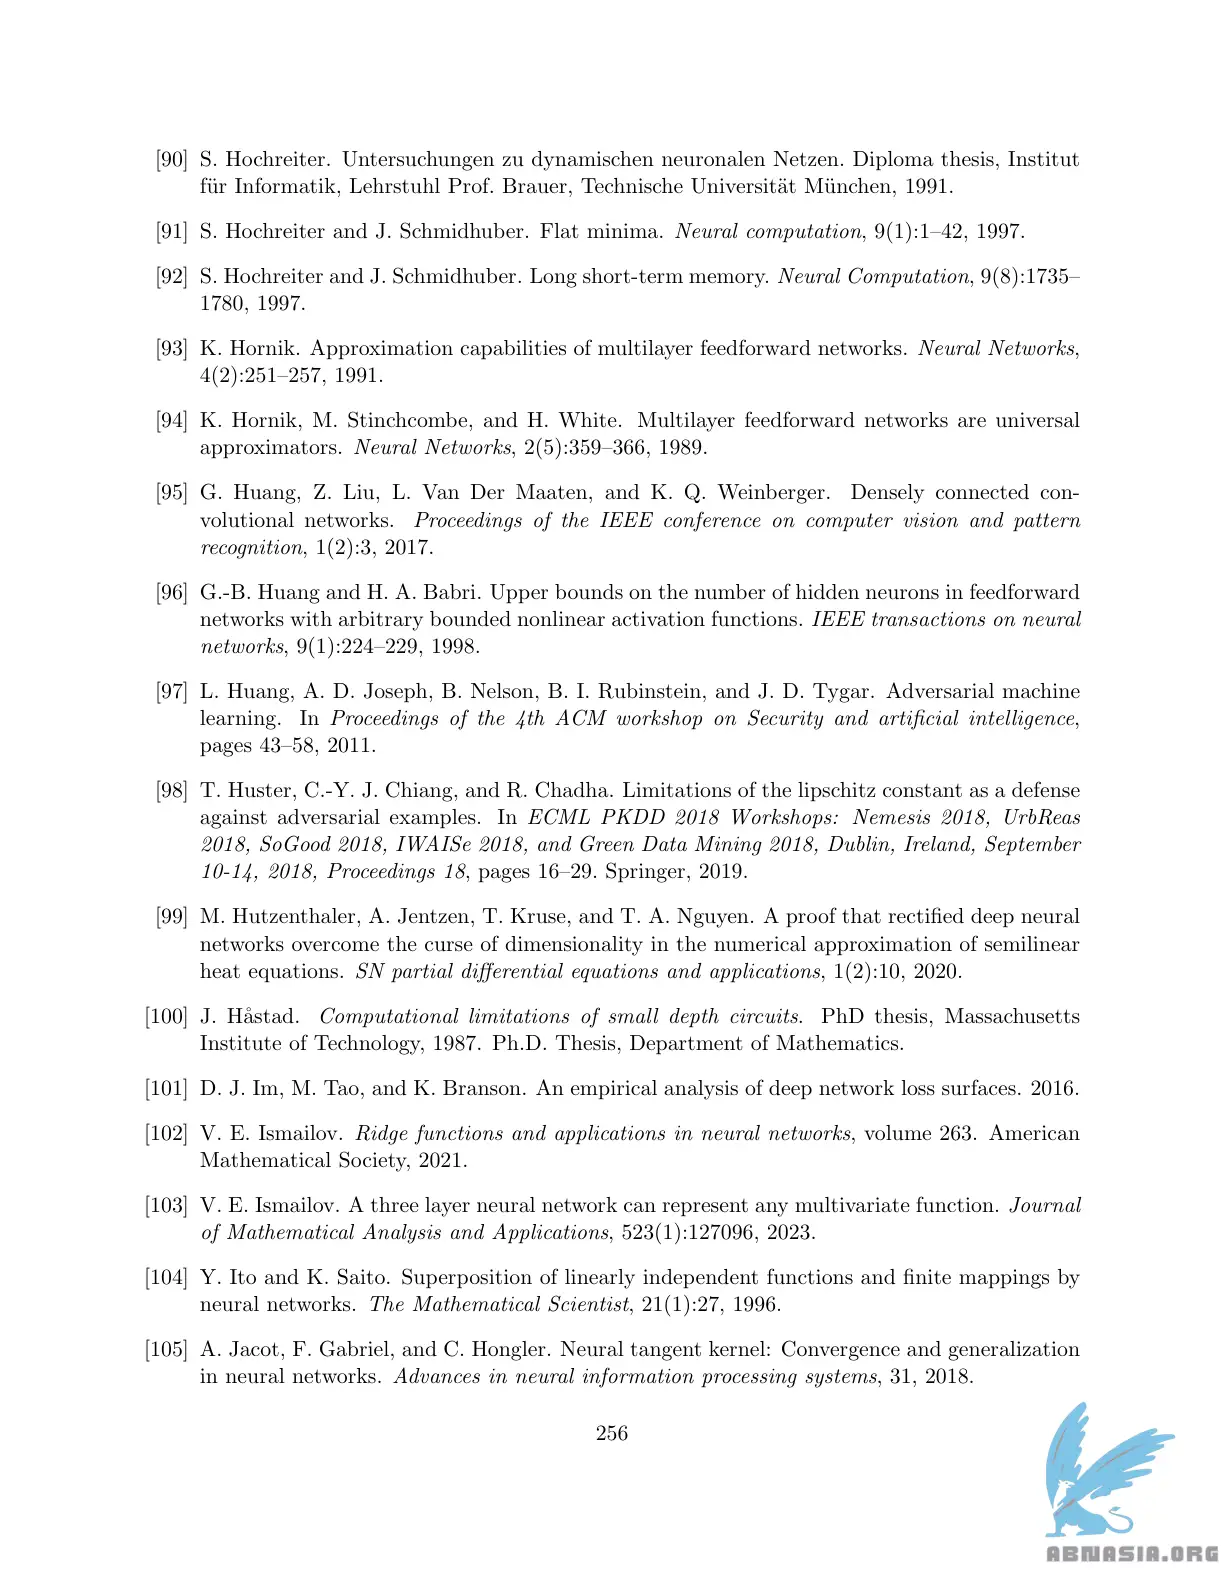 [90] S. Hochreiter. Untersuchungen zu dynamischen neuronalen Netzen. Diploma thesis, Institut
für Informatik, Lehrstuhl Prof. Brauer, Technische Universität München, 1991.
[91] S. Hochreiter and J. Schmidhuber. Flat minima. Neural computation, 9(1):1–42, 1997.
[92] S. Hochreiter and J. Schmidhuber. Long short-term memory. Neural Computation, 9(8):1735–
1780, 1997.
[93] K. Hornik. Approximation capabilities of multilayer feedforward networks. Neural Networks,
4(2):251–257, 1991.
[94] K. Hornik, M. Stinchcombe, and H. White. Multilayer feedforward networks are universal
approximators. Neural Networks, 2(5):359–366, 1989.
[95] G. Huang, Z. Liu, L. Van Der Maaten, and K. Q. Weinberger. Densely connected con-
volutional networks. Proceedings of the IEEE conference on computer vision and pattern
recognition, 1(2):3, 2017.
[96] G.-B. Huang and H. A. Babri. Upper bounds on the number of hidden neurons in feedforward
networks with arbitrary bounded nonlinear activation functions. IEEE transactions on neural
networks, 9(1):224–229, 1998.
[97] L. Huang, A. D. Joseph, B. Nelson, B. I. Rubinstein, and J. D. Tygar. Adversarial machine
learning. In Proceedings of the 4th ACM workshop on Security and artificial intelligence,
pages 43–58, 2011.
[98] T. Huster, C.-Y. J. Chiang, and R. Chadha. Limitations of the lipschitz constant as a defense
against adversarial examples. In ECML PKDD 2018 Workshops: Nemesis 2018, UrbReas
2018, SoGood 2018, IWAISe 2018, and Green Data Mining 2018, Dublin, Ireland, September
10-14, 2018, Proceedings 18, pages 16–29. Springer, 2019.
[99] M. Hutzenthaler, A. Jentzen, T. Kruse, and T. A. Nguyen. A proof that rectified deep neural
networks overcome the curse of dimensionality in the numerical approximation of semilinear
heat equations. SN partial differential equations and applications, 1(2):10, 2020.
[100] J. Håstad. Computational limitations of small depth circuits. PhD thesis, Massachusetts
Institute of Technology, 1987. Ph.D. Thesis, Department of Mathematics.
[101] D. J. Im, M. Tao, and K. Branson. An empirical analysis of deep network loss surfaces. 2016.
[102] V. E. Ismailov. Ridge functions and applications in neural networks, volume 263. American
Mathematical Society, 2021.
[103] V. E. Ismailov. A three layer neural network can represent any multivariate function. Journal
of Mathematical Analysis and Applications, 523(1):127096, 2023.
[104] Y. Ito and K. Saito. Superposition of linearly independent functions and finite mappings by
neural networks. The Mathematical Scientist, 21(1):27, 1996.
[105] A. Jacot, F. Gabriel, and C. Hongler. Neural tangent kernel: Convergence and generalization
in neural networks. Advances in neural information processing systems, 31, 2018.
256
ABNASIA.ORG